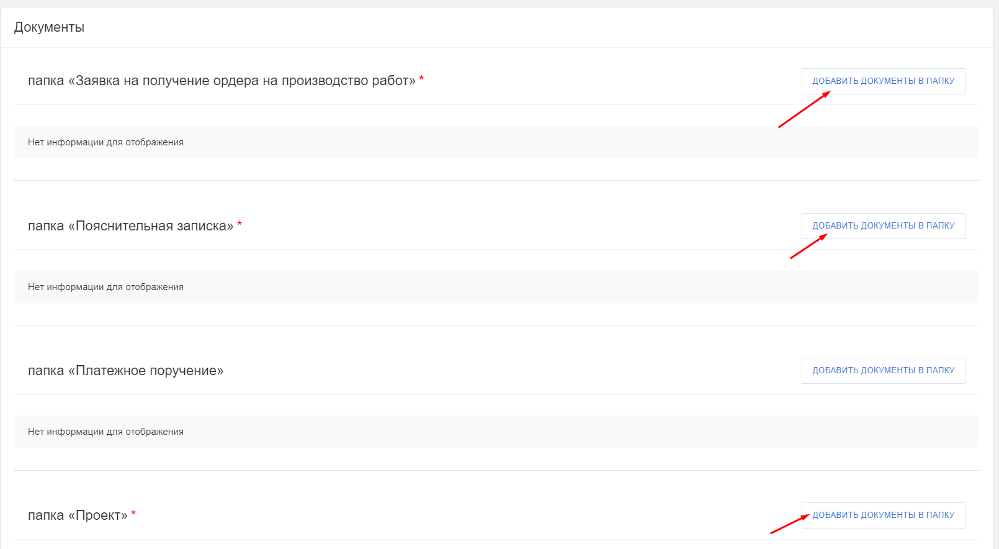 Документы
папка «Заявка на получение ордера на производство работ» *
ДОБАВИТЬ ДОКУМЕНТЫ В ПАПКУ
Нет информации для отображения
папка «Пояснительная записка» *
ДОБАВИТЬ ДОКУМЕНТЫ В ПАПКУ
Нет информации для отображения
папка «Платежное поручение»
ДОБАВИТЬ ДОКУМЕНТЫ В ПАПКУ
Нет информации для отображения
папка «Проект» *
ДОБАВИТЬ ДОКУМЕНТЫ В ПАПКУ